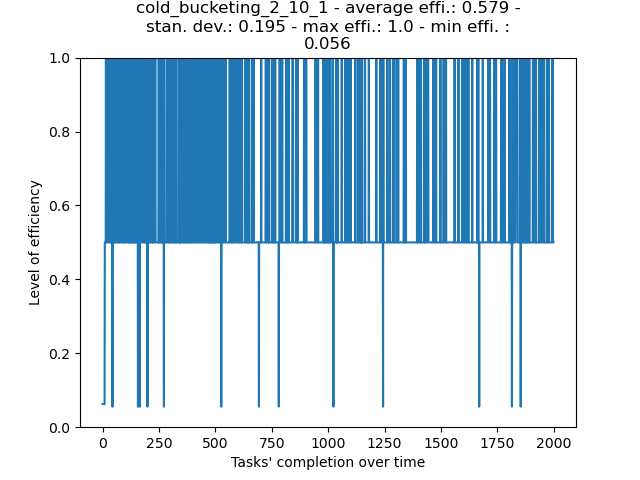 cold_bucketing_2_10_1 - average effi.: 0.579 -
stan. dev.: 0.195 - max effi.: 1.0 - min effi. :
0.056
1.0
0.8
0.6
0.4
0.2
0.0
Level of efficiency
0 250 500 750 1000 1250 1500 1750 2000
Tasks' completion over time